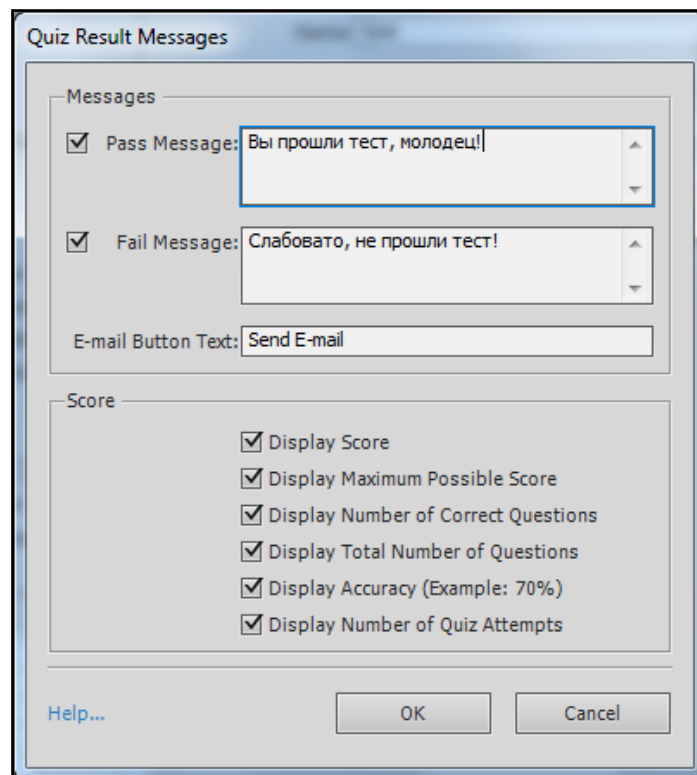 Quiz Result Messages
Messages
Pass Message: Вы прошли тест, молодец!
Fail Message: Слабовато, не прошли тест!
E-mail Button Text: Send E-mail
Score
Display Score
Display Maximum Possible Score
Display Number of Correct Questions
Display Total Number of Questions
Display Accuracy (Example: 70%)
Display Number of Quiz Attempts
Help... OK Cancel